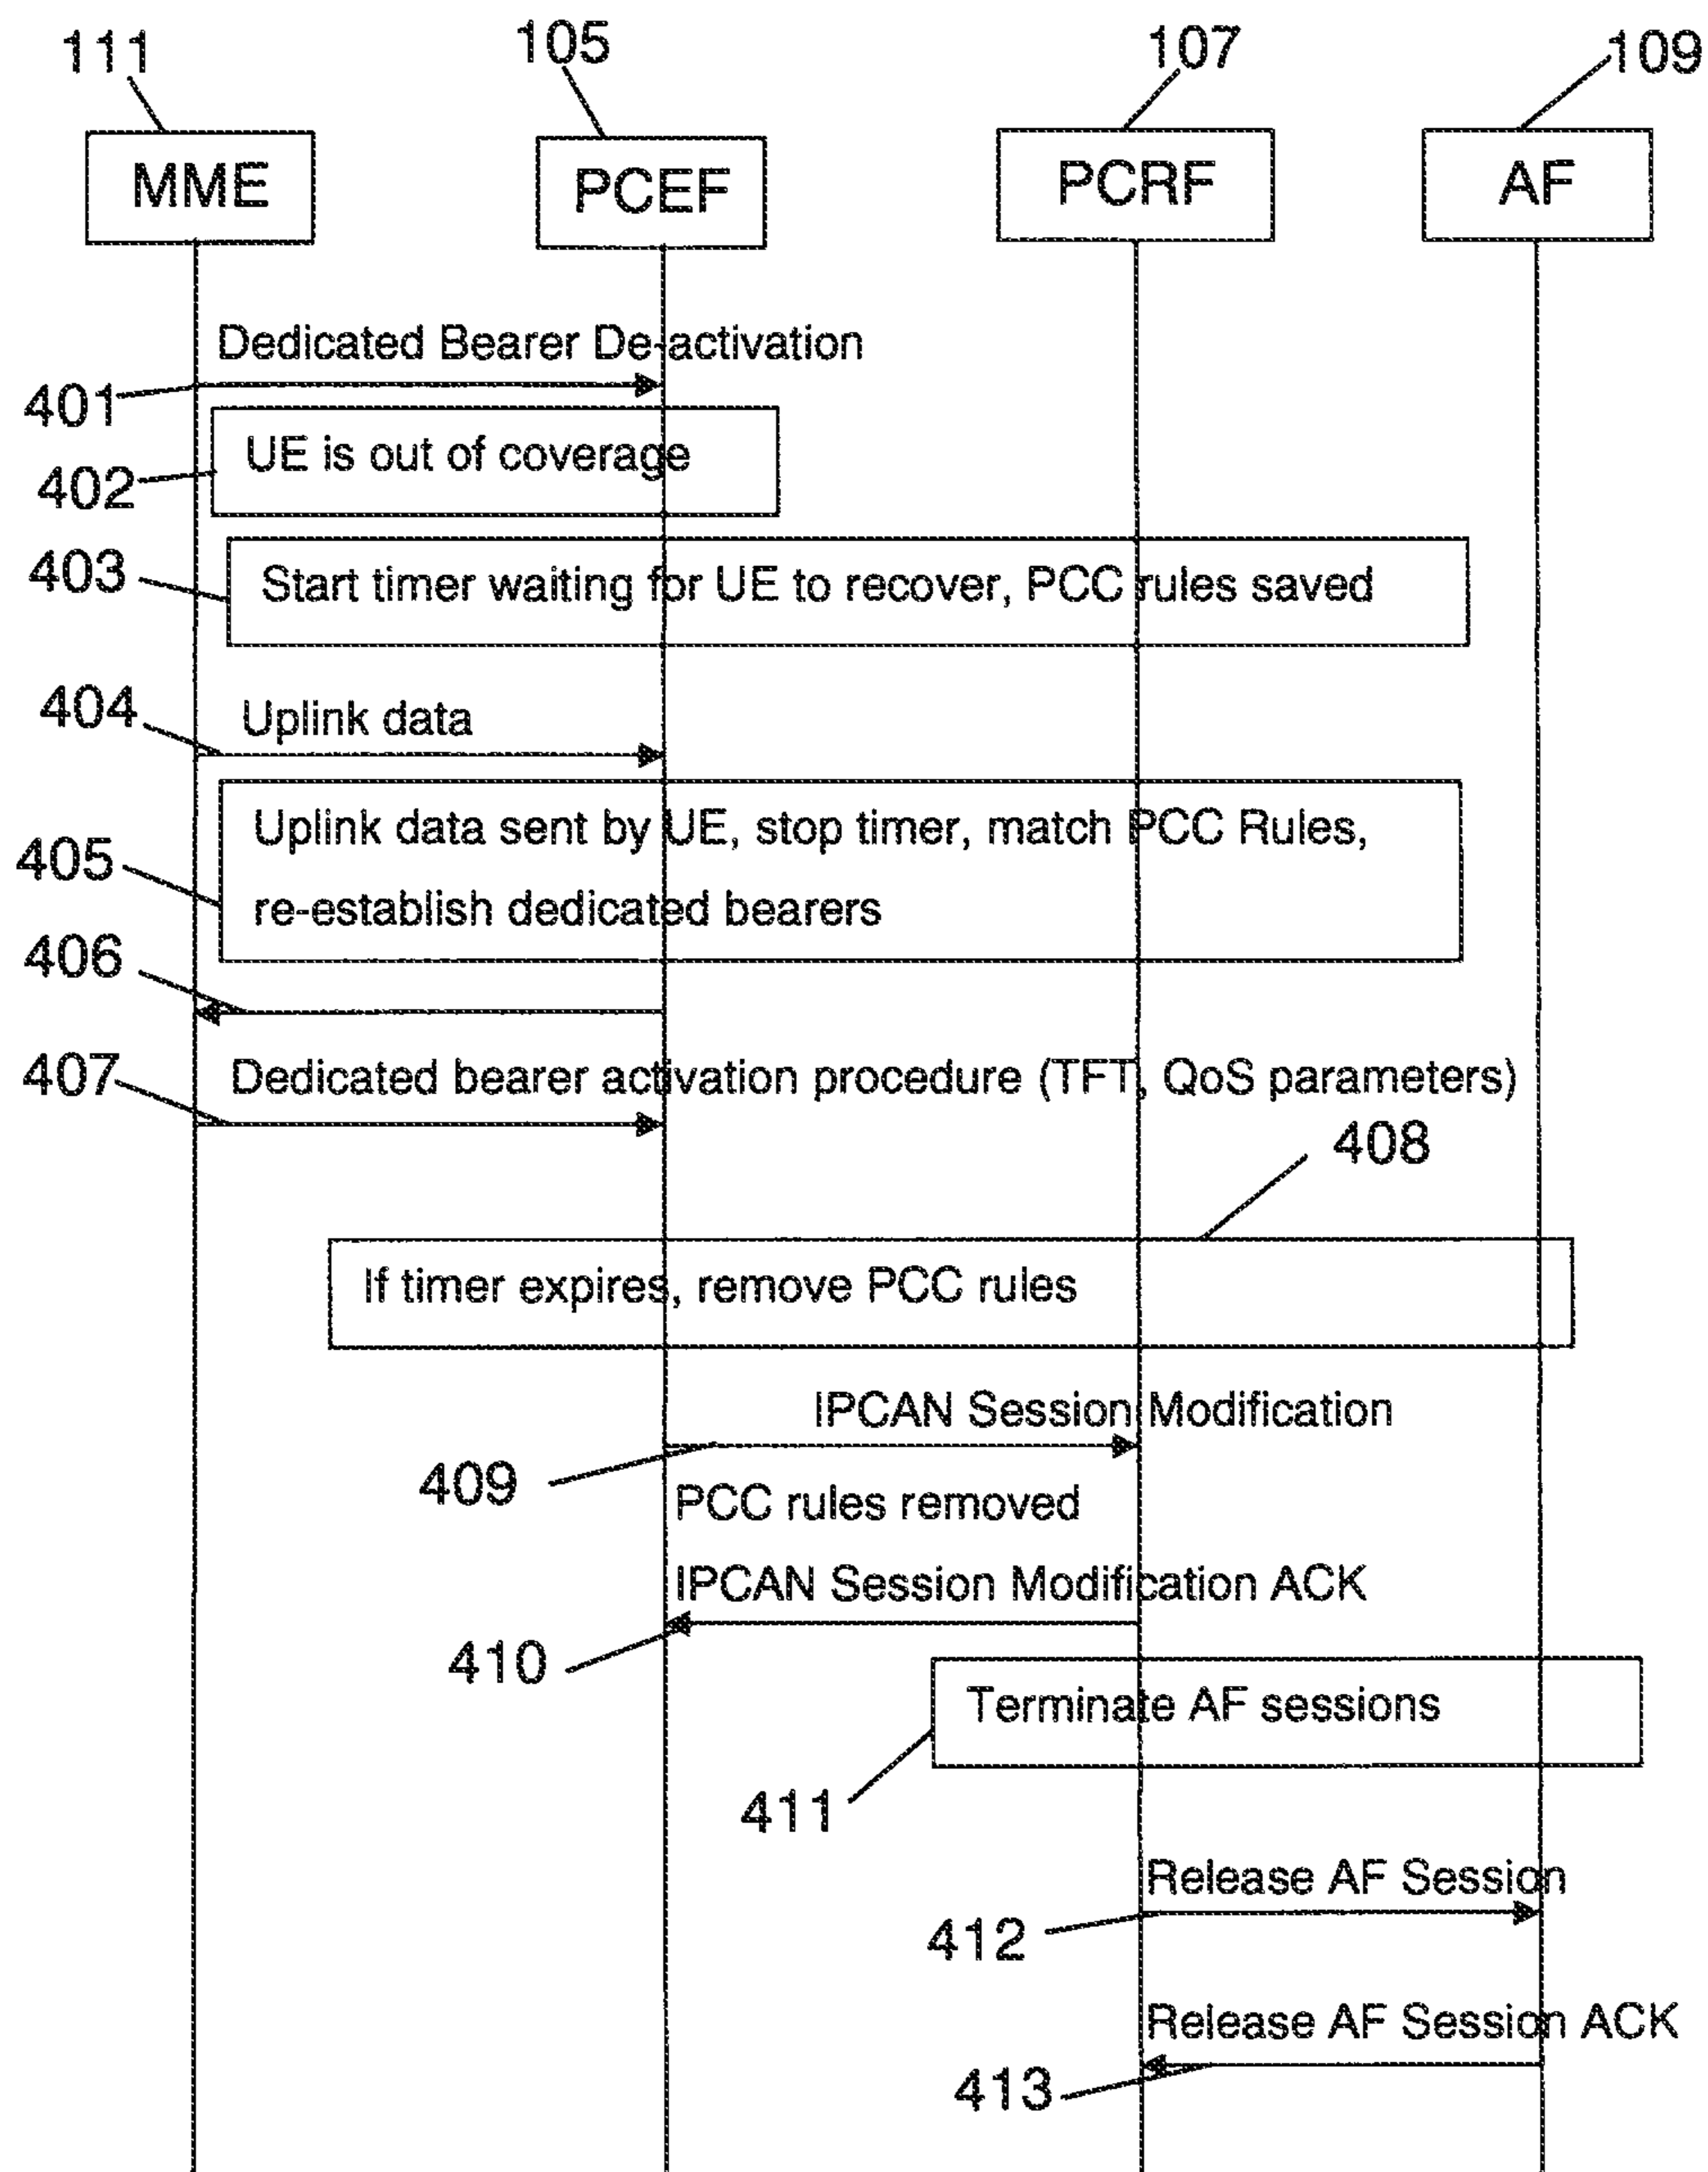 111
105
107
109
MME
PCEF
PCRF
AF
Dedicated Bearer De-activation
401
UE is out of coverage
402
403
Start timer waiting for UE to recover, PCC rules saved
404
Uplink data
Uplink data sent by UE, stop timer, match PCC Rules,
405
re-establish dedicated bearers
406
407
Dedicated bearer activation procedure (TFT, QoS parameters)
408
If timer expires, remove PCC rules
IPCAN Session Modification
409
PCC rules removed
IPCAN Session Modification ACK
410
Terminate AF sessions
411
Release AF Session
412
Release AF Session ACK
413